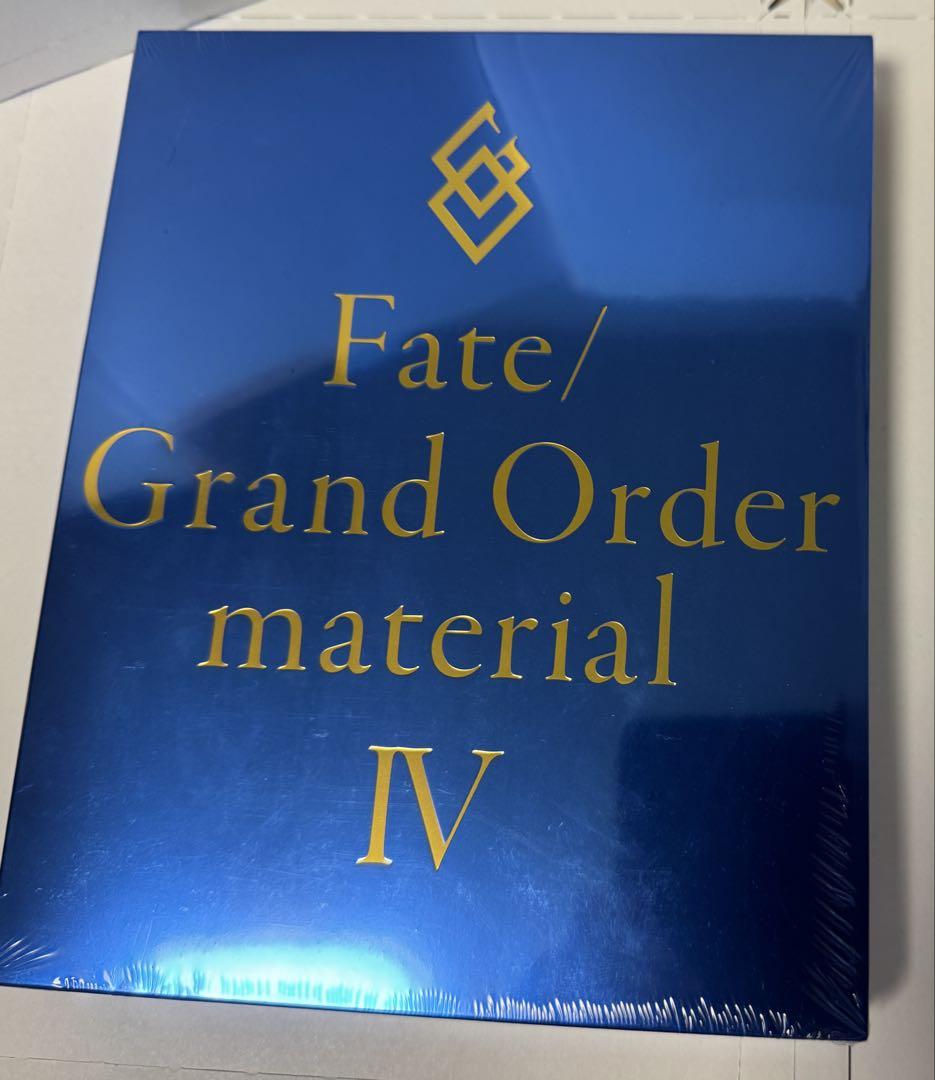 Fate/
Grand Order
material
IV